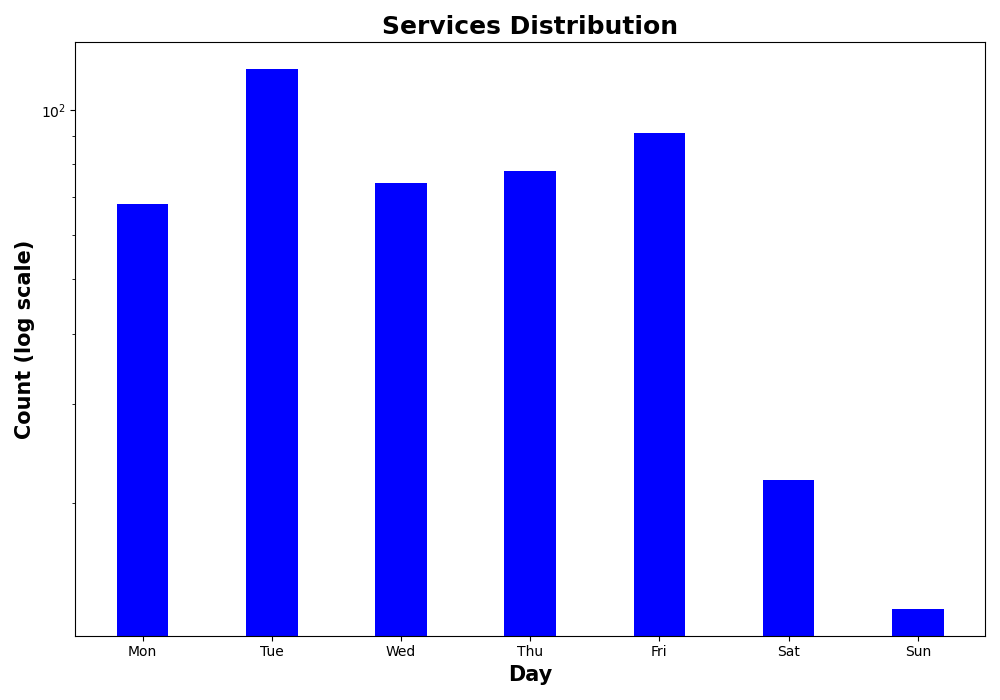 Services Distribution
10²
Count (log scale)
Mon Tue Wed Thu Fri Sat Sun
Day